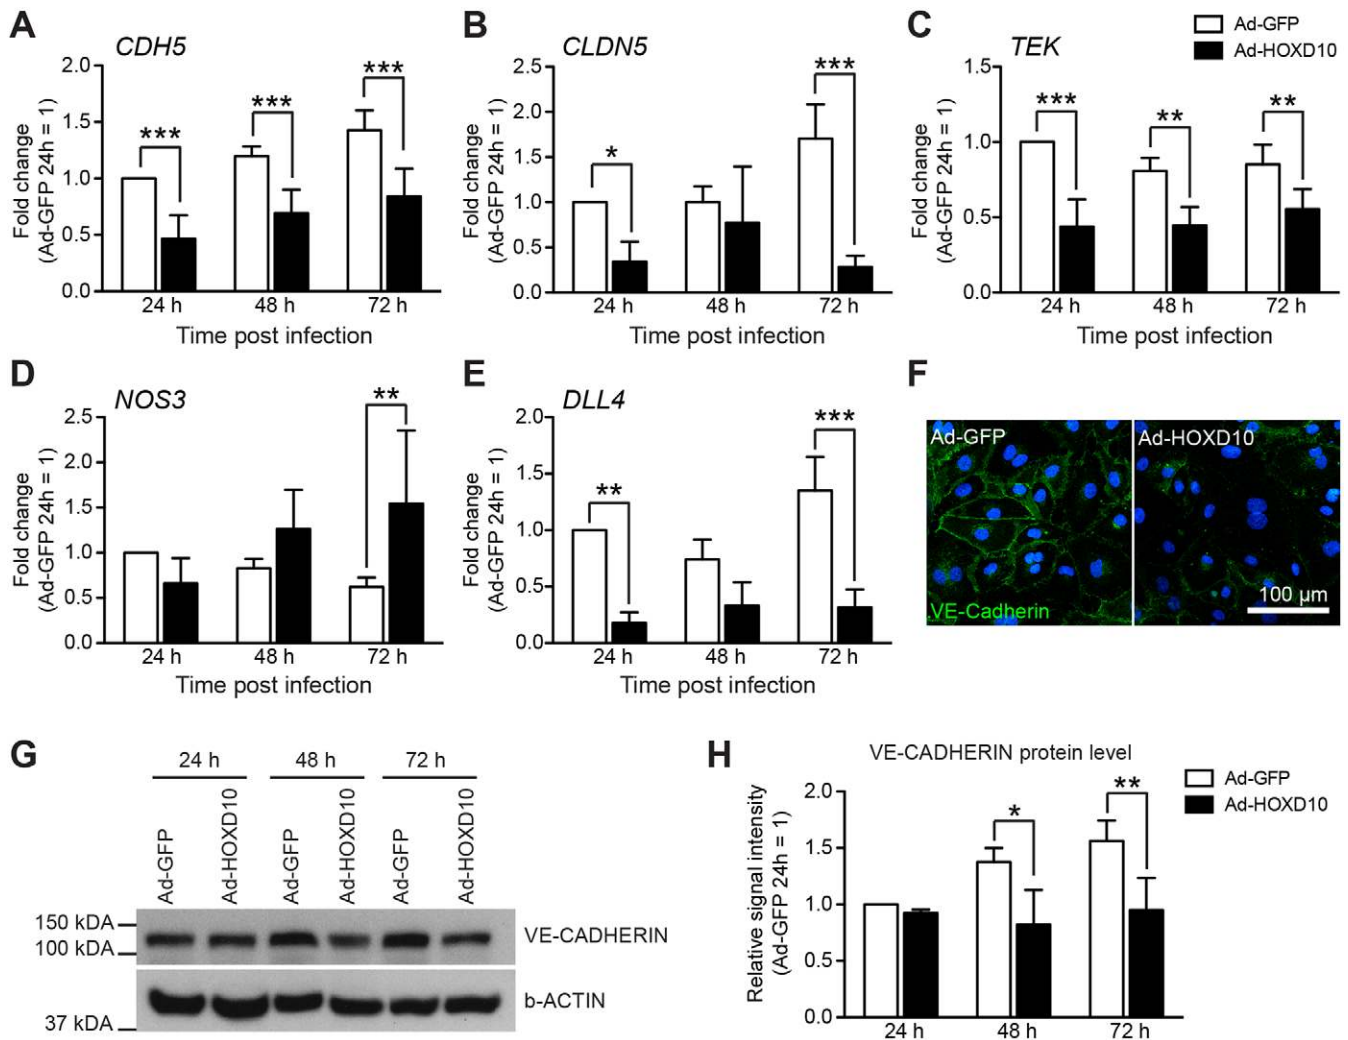 A
CDH5
Fold change
(Ad-GFP 24h = 1)
2.0
1.5
1.0
0.5
0.0
***
***
***
24 h
48 h
72 h
Time post infection
B
CLDN5
Fold change
(Ad-GFP 24h = 1)
2.5
2.0
1.5
1.0
0.5
0.0
*
***
24 h
48 h
72 h
Time post infection
C
TEK
Ad-GFP
Ad-HOXD10
Fold change
(Ad-GFP 24h = 1)
1.5
1.0
0.5
0.0
***
**
**
24 h
48 h
72 h
Time post infection
D
NOS3
Fold change
(Ad-GFP 24h = 1)
2.5
2.0
1.5
1.0
0.5
0.0
**
24 h
48 h
72 h
Time post infection
E
DLL4
Fold change
(Ad-GFP 24h = 1)
2.0
1.5
1.0
0.5
0.0
**
***
24 h
48 h
72 h
Time post infection
F
Ad-GFP
Ad-HOXD10
VE-Cadherin
100 µm
G
24 h
48 h
72 h
Ad-GFP
Ad-HOXD10
Ad-GFP
Ad-HOXD10
Ad-GFP
Ad-HOXD10
150 kDA
100 kDA
VE-CADHERIN
b-ACTIN
37 kDA
H
VE-CADHERIN protein level
Ad-GFP
Ad-HOXD10
Relative signal intensity
(Ad-GFP 24h = 1)
2.0
1.5
1.0
0.5
0.0
*
**
24 h
48 h
72 h